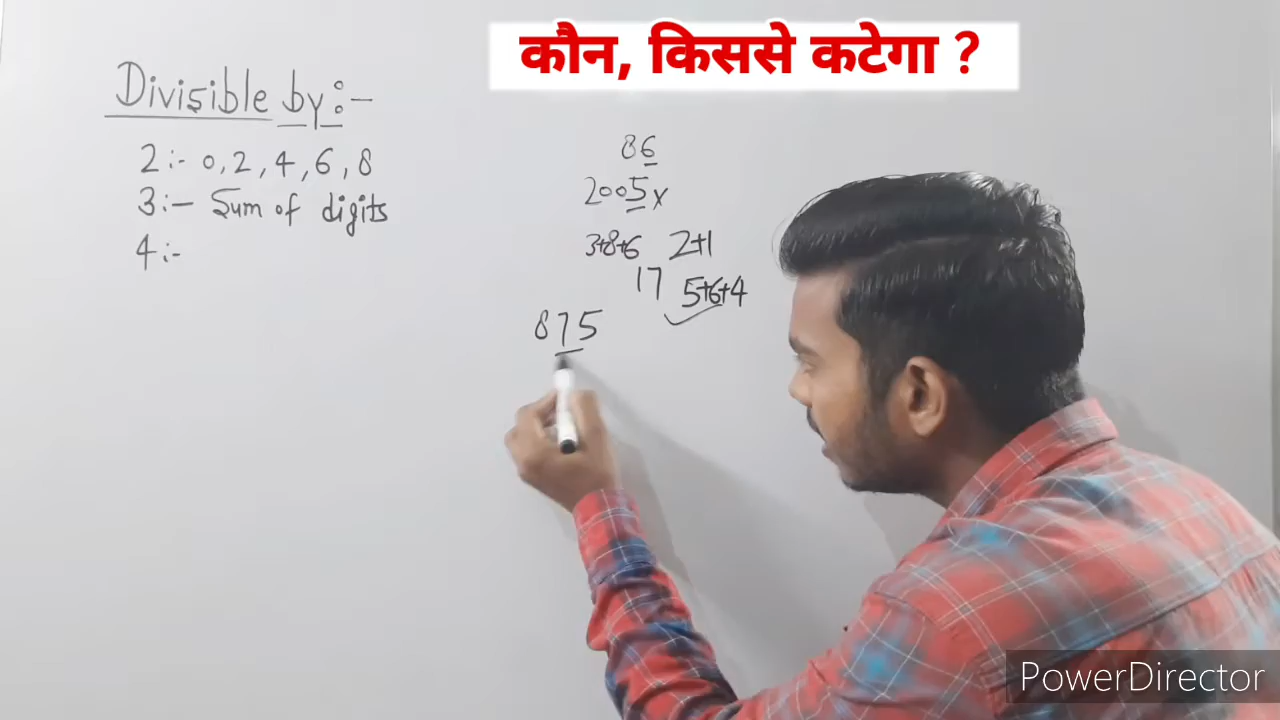 कौन, किससे कटेगा ?
Divisible by :-
2 :- 0, 2, 4, 6, 8
3 :- Sum of digits
4 :-
86
2005 x
3+8+6 2+1
17 5+6+4
875
PowerDirector